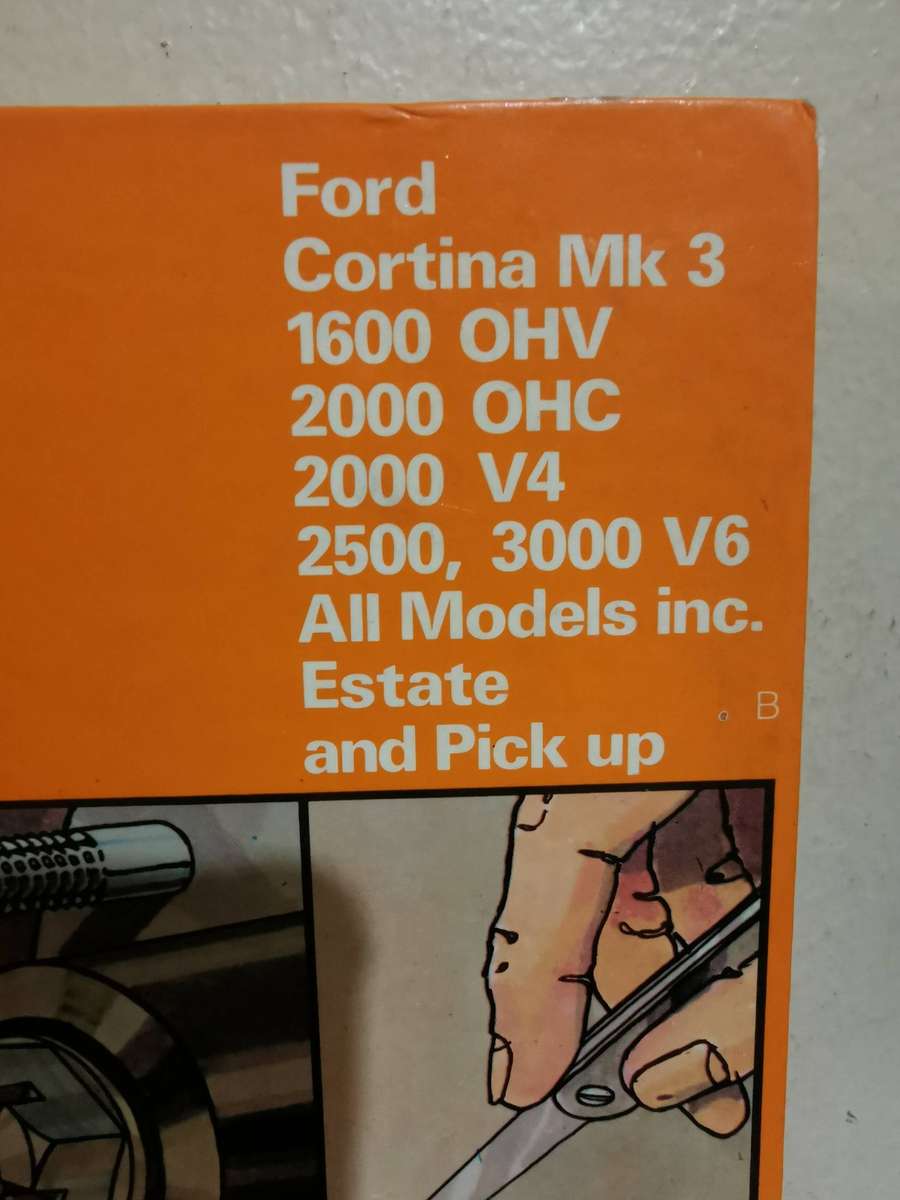 Ford
Cortina Mk 3
1600 OHV
2000 OHC
2000 V4
2500, 3000 V6
All Models inc.
Estate
and Pick up
B